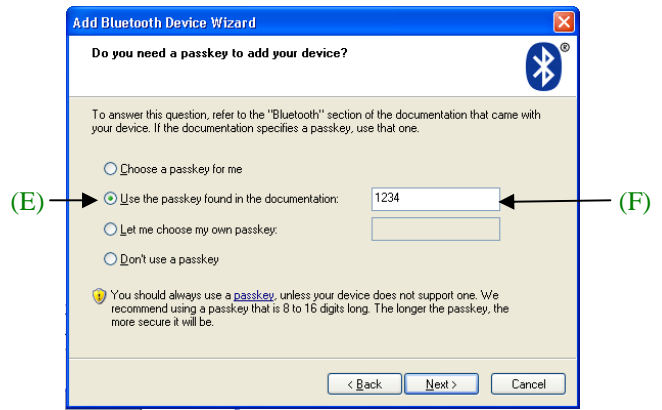 Add Bluetooth Device Wizard
Do you need a passkey to add your device?
®
To answer this question, refer to the "Bluetooth" section of the documentation that came with
your device. If the documentation specifies a passkey, use that one.
Choose a passkey for me
(E) Use the passkey found in the documentation: 1234 (F)
Let me choose my own passkey:
Don't use a passkey
You should always use a passkey, unless your device does not support one. We
recommend using a passkey that is 8 to 16 digits long. The longer the passkey, the
more secure it will be.
< Back Next > Cancel